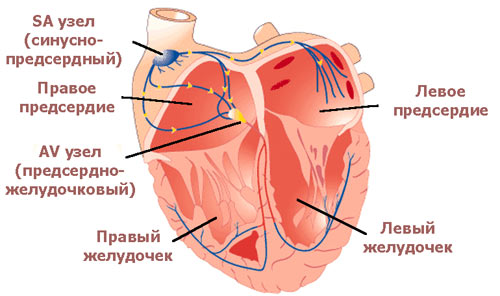 SA узел
(синусно-
предсердный)
Правое
предсердие
AV узел
(предсердно-
желудочковый)
Правый
желудочек
Левое
предсердие
Левый
желудочек